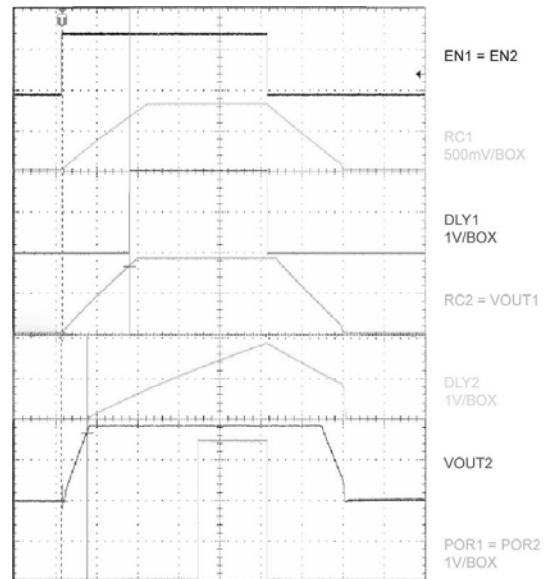 T
EN1 = EN2
RC1
500mV/BOX
DLY1
1V/BOX
RC2 = VOUT1
DLY2
1V/BOX
VOUT2
POR1 = POR2
1V/BOX